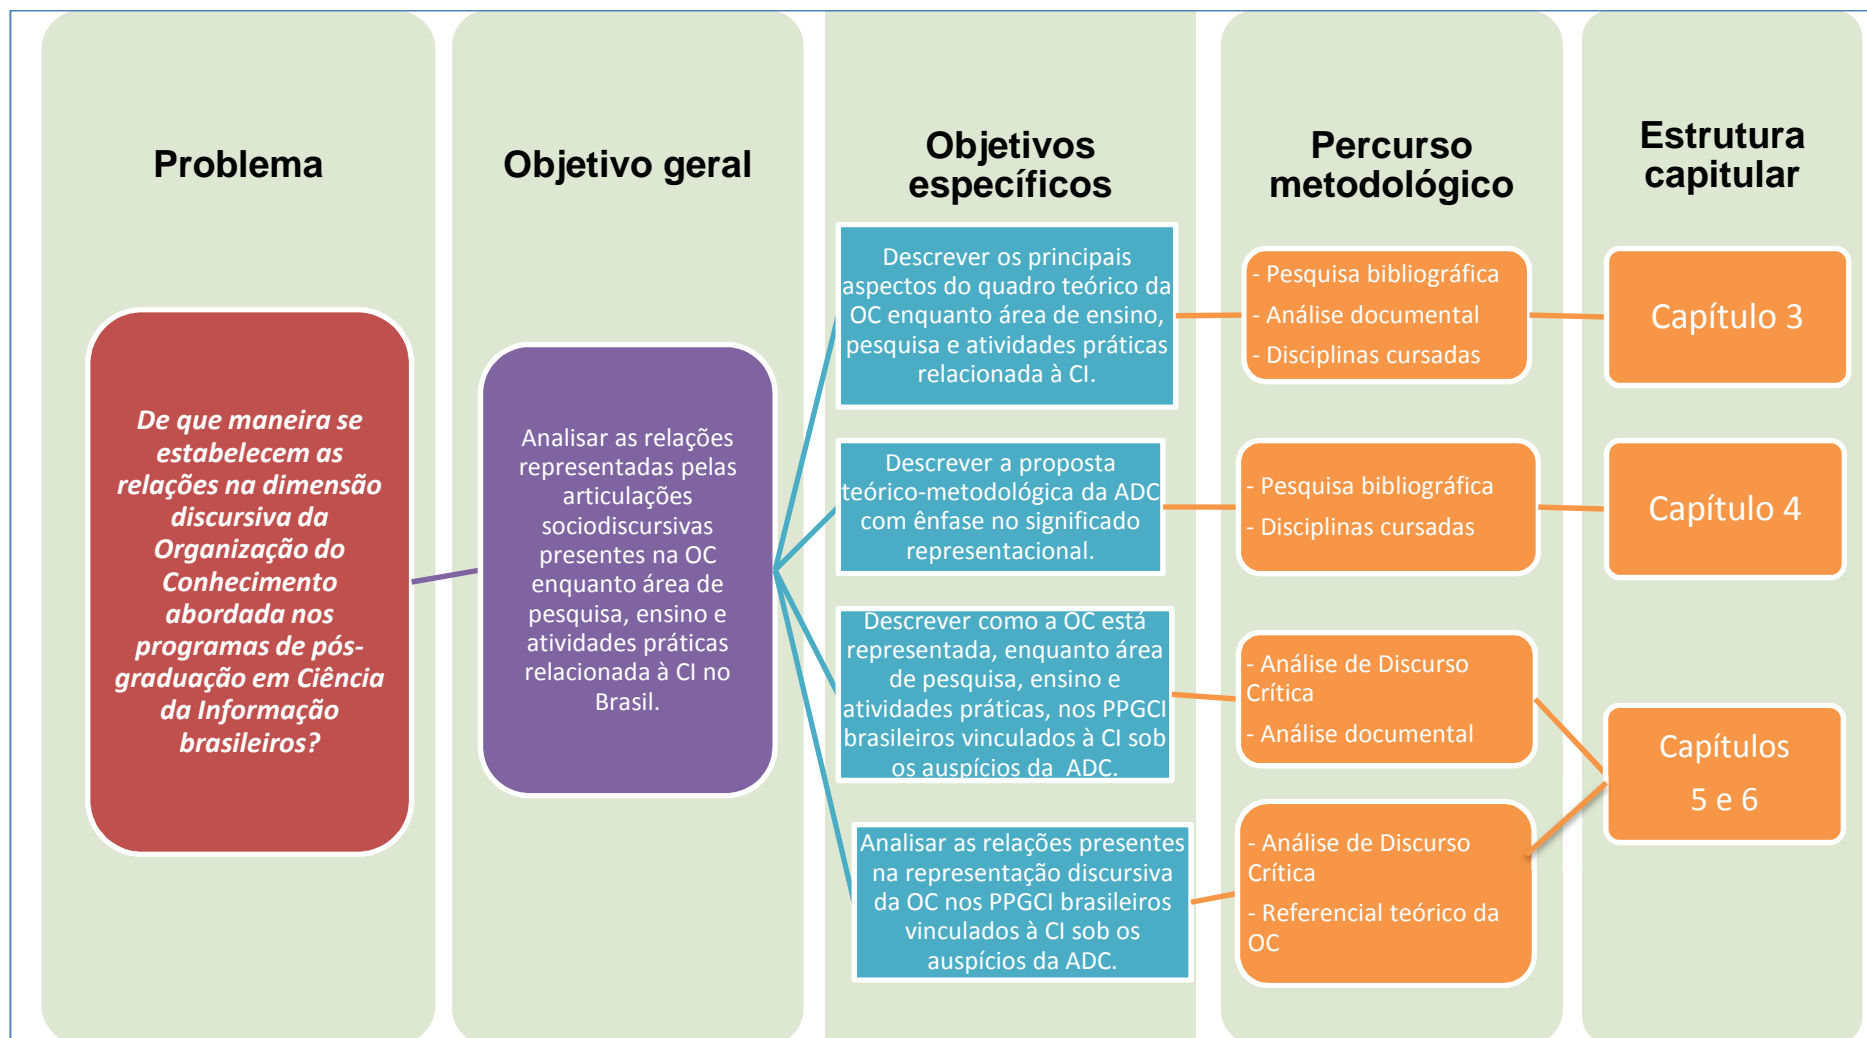 Problema
De que maneira se
estabelecem as
relações na dimensão
discursiva da
Organização do
Conhecimento
abordada nos
programas de pós-
graduação em Ciência
da Informação
brasileiros?
Objetivo geral
Analisar as relações
representadas pelas
articulações
sociodiscursivas
presentes na OC
enquanto área de
pesquisa, ensino e
atividades práticas
relacionada à CI no
Brasil.
Objetivos
específicos
Descrever os principais
aspectos do quadro teórico da
OC enquanto área de ensino,
pesquisa e atividades práticas
relacionada à CI.
Descrever a proposta
teórico-metodológica da ADC
com ênfase no significado
representacional.
Descrever como a OC está
representada, enquanto área
de pesquisa, ensino e
atividades práticas, nos PPGCI
brasileiros vinculados à CI sob
os auspícios da ADC.
Analisar as relações presentes
na representação discursiva
da OC nos PPGCI brasileiros
vinculados à CI sob os
auspícios da ADC.
Percurso
metodológico
- Pesquisa bibliográfica
- Análise documental
- Disciplinas cursadas
- Pesquisa bibliográfica
- Disciplinas cursadas
- Análise de Discurso
Crítica
- Análise documental
- Análise de Discurso
Crítica
- Referencial teórico da
OC
Estrutura
capitular
Capítulo 3
Capítulo 4
Capítulos
5 e 6